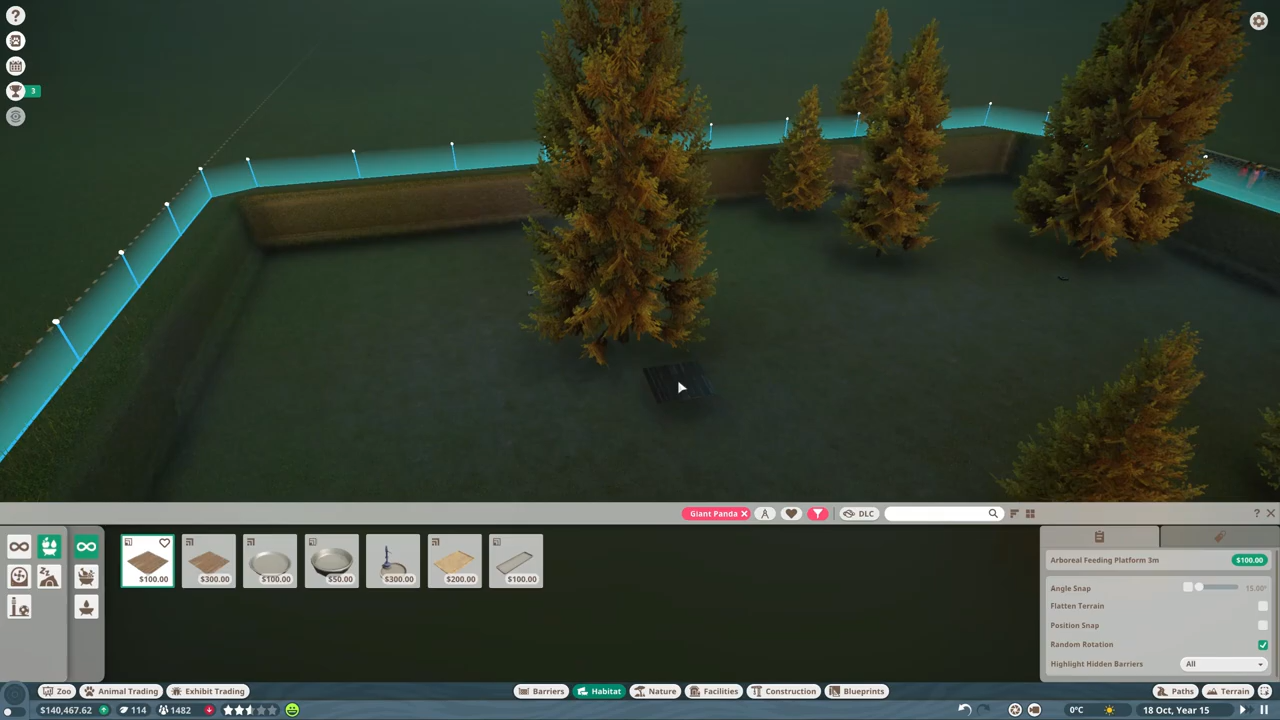 ?
3
Giant Panda ×
DLC
?
$100.00
$300.00
$100.00
$50.00
$300.00
$200.00
$100.00
Arboreal Feeding Platform 3m
$100.00
Angle Snap
15.00°
Flatten Terrain
Position Snap
Random Rotation
Highlight Hidden Barriers
All
Zoo
Animal Trading
Exhibit Trading
Barriers
Habitat
Nature
Facilities
Construction
Blueprints
Paths
Terrain
$140,467.62
114
1482
0°C
18 Oct, Year 15